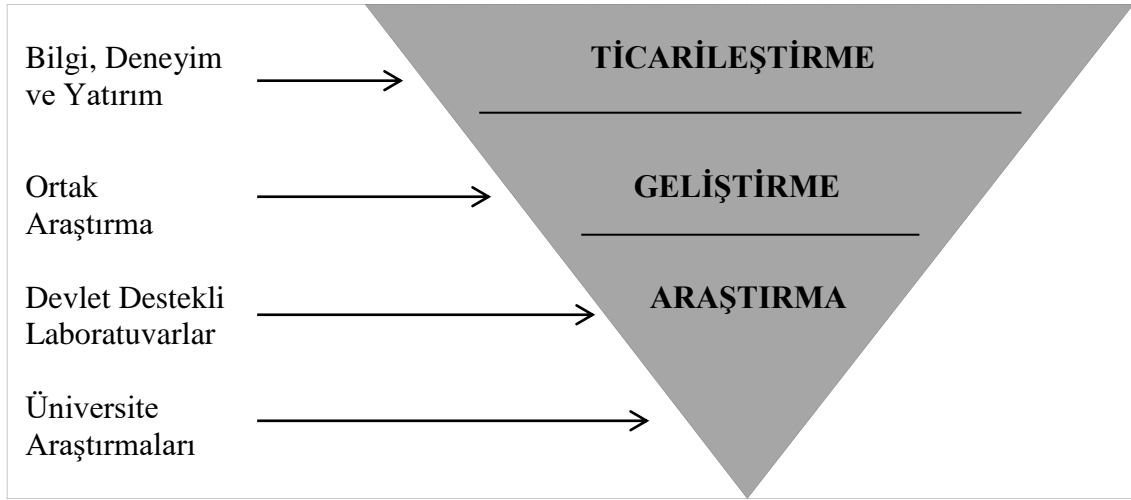 Bilgi, Deneyim
ve Yatırım
TİCARİLEŞTİRME
Ortak
Araştırma
GELİŞTİRME
Devlet Destekli
Laboratuvarlar
ARAŞTIRMA
Üniversite
Araştırmaları